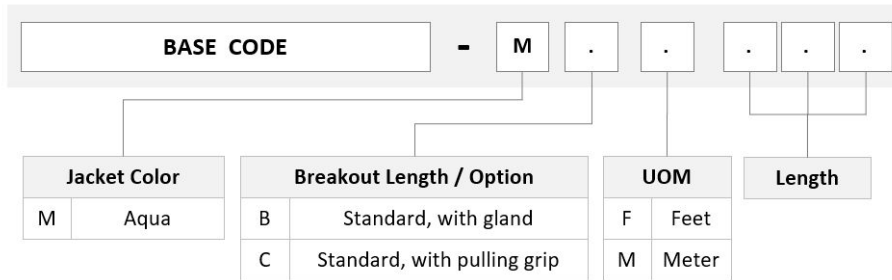 BASE CODE - M . . . . .
Jacket Color Breakout Length / Option UOM Length
M Aqua B Standard, with gland F Feet
C Standard, with pulling grip M Meter